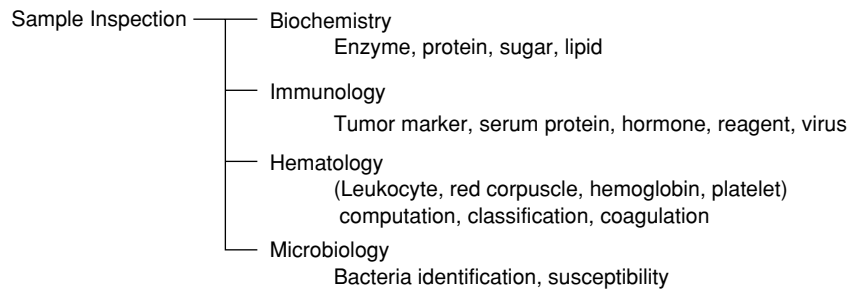 Sample Inspection
Biochemistry
Enzyme, protein, sugar, lipid
Immunology
Tumor marker, serum protein, hormone, reagent, virus
Hematology
(Leukocyte, red corpuscle, hemoglobin, platelet)
computation, classification, coagulation
Microbiology
Bacteria identification, susceptibility